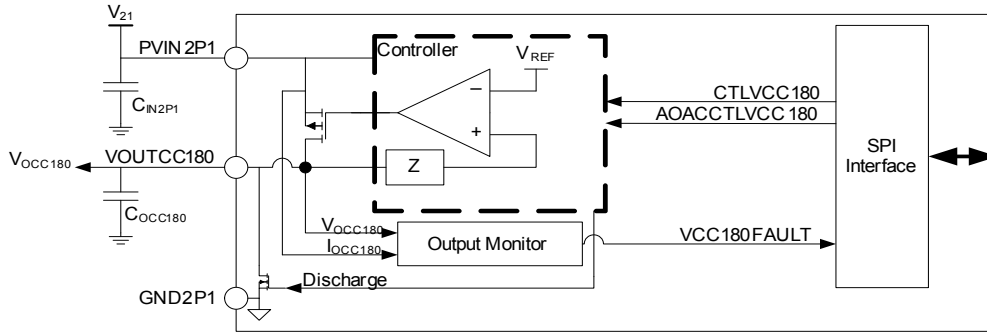 V21
PVIN2P1
Controller
VREF
CIN2P1
−
+
CTLVCC180
AOACCTLVCC180
SPI
Interface
VOCC180
VOUTCC180
Z
COCC180
VOCC180
IOCC180
Output Monitor
VCC180FAULT
Discharge
GND2P1